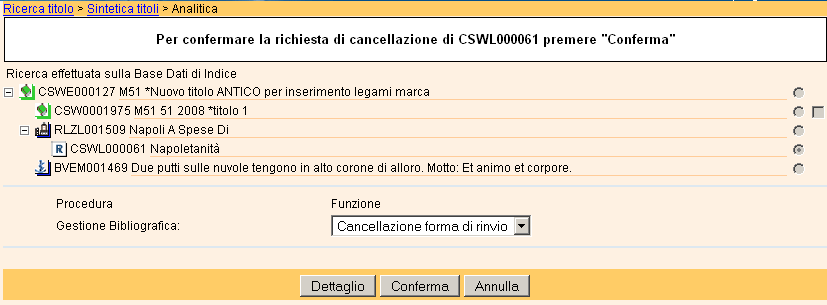 Ricerca titolo > Sintetica titoli > Analitica
Per confermare la richiesta di cancellazione di CSWL000061 premere "Conferma"
Ricerca effettuata sulla Base Dati di Indice
CSWE000127 M51 *Nuovo titolo ANTICO per inserimento legami marca
CSW0001975 M51 51 2008 *titolo 1
RLZL001509 Napoli A Spese Di
R CSWL000061 Napoletanità
BVEM001469 Due putti sulle nuvole tengono in alto corone di alloro. Motto: Et animo et corpore.
Procedura Funzione
Gestione Bibliografica: Cancellazione forma di rinvio
Dettaglio Conferma Annulla